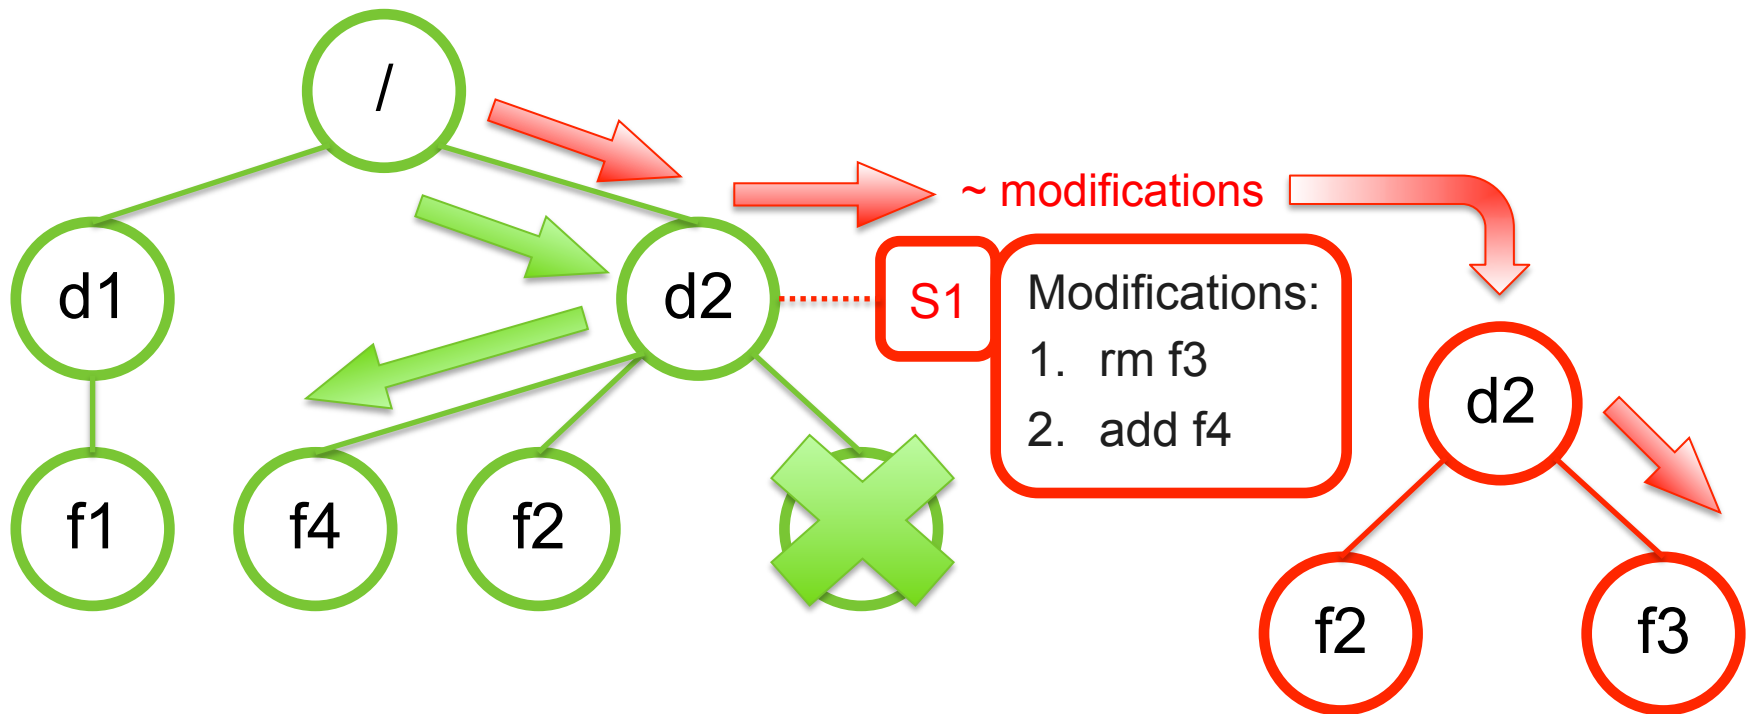 /
~ modifications
d1
d2
S1
Modifications:
1. rm f3
2. add f4
d2
f1
f4
f2
f2
f3